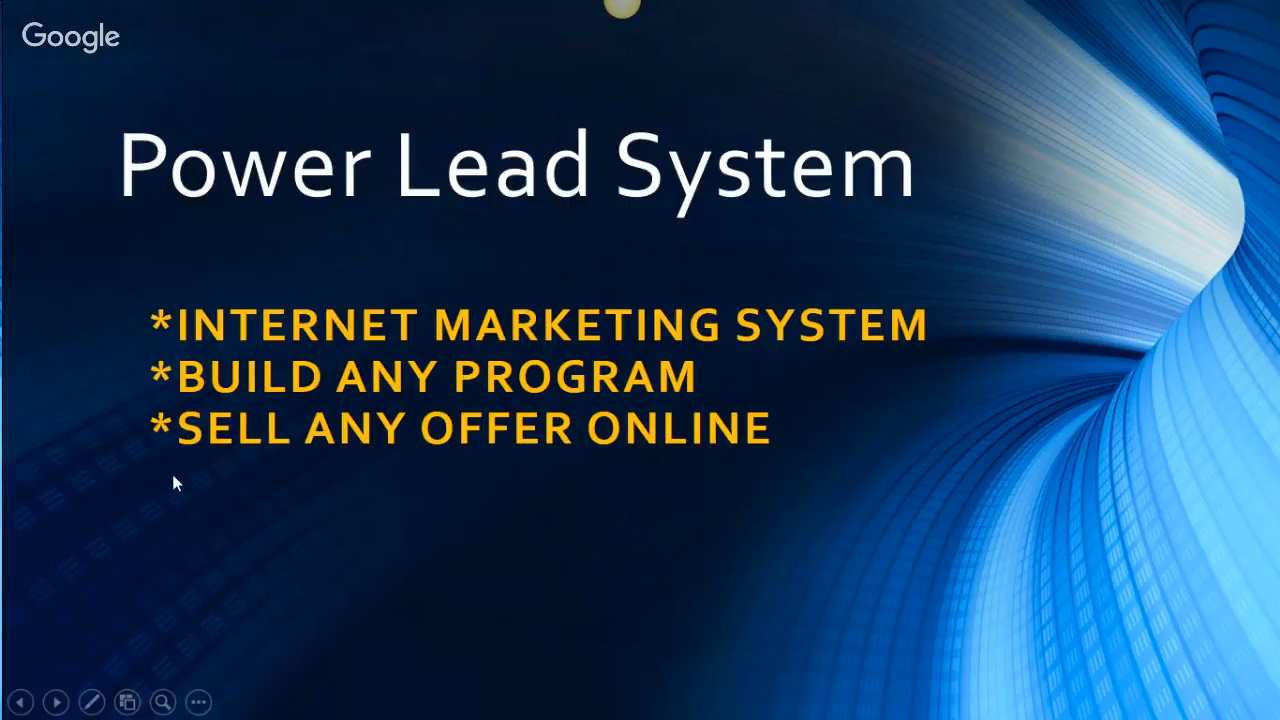 Google
Power Lead System
*INTERNET MARKETING SYSTEM
*BUILD ANY PROGRAM
*SELL ANY OFFER ONLINE